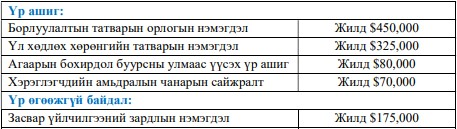 Үр ашиг:
Борлуулалтын татварын орлогын нэмэгдэл Жилд $450,000
Үл хөдлөх хөрөнгийн татварын нэмэгдэл Жилд $325,000
Агаарын бохирдол буурсны улмаас үүсэх үр ашиг Жилд $80,000
Хэрэглэгчдийн амьдралын чанарын сайжралт Жилд $70,000
Үр өгөөжгүй байдал:
Засвар үйлчилгээний зардлын нэмэгдэл Жилд $175,000